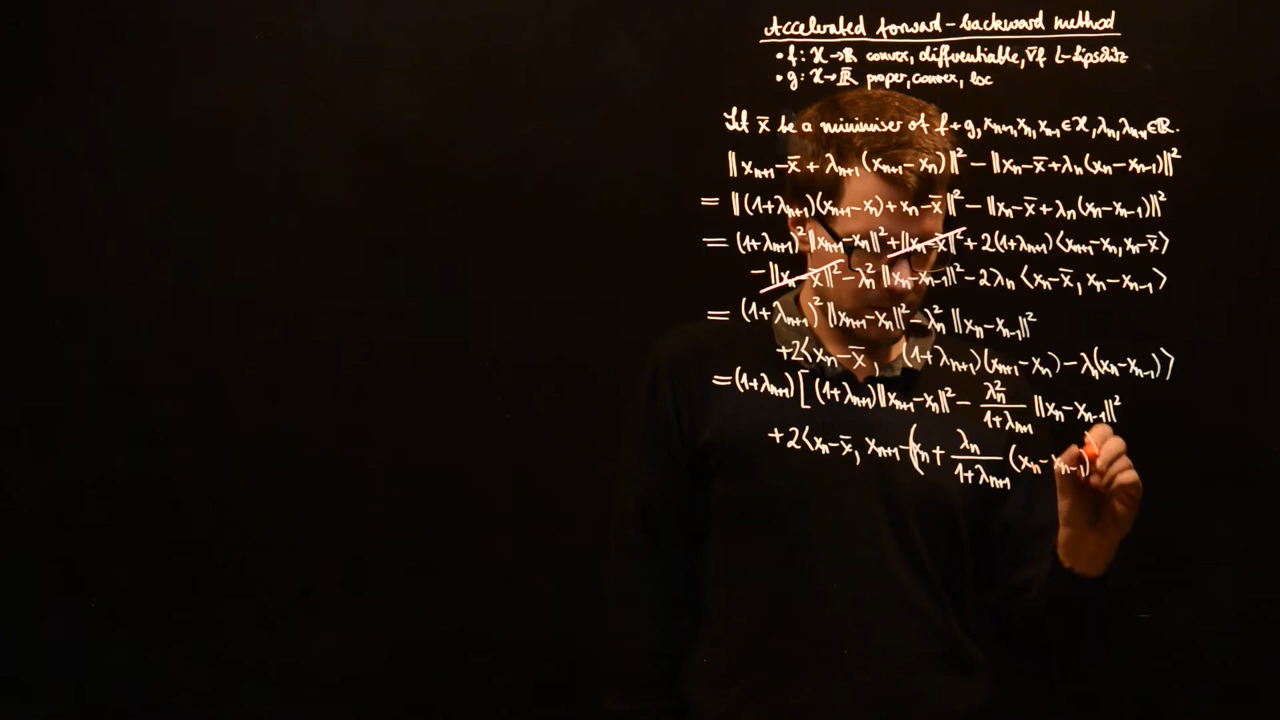 Accelerated forward-backward method
• f: ℋ→ℝ convex, differentiable, ∇f L-Lipschitz
• g: ℋ→ℝ̄ proper, convex, lsc
Let x̄ be a minimiser of f+g, xₙ₊₁, xₙ, xₙ₋₁ ∈ ℋ, λₙ, λₙ₊₁ ∈ ℝ.
‖xₙ₊₁-x̄+λₙ₊₁(xₙ₊₁-xₙ)‖² - ‖xₙ-x̄+λₙ(xₙ-xₙ₋₁)‖²
= ‖(1+λₙ₊₁)(xₙ₊₁-xₙ)+xₙ-x̄‖² - ‖xₙ-x̄+λₙ(xₙ-xₙ₋₁)‖²
= (1+λₙ₊₁)²‖xₙ₊₁-xₙ‖²+‖xₙ-x̄‖²+2(1+λₙ₊₁)⟨xₙ₊₁-xₙ, xₙ-x̄⟩
-‖xₙ-x̄‖²-λₙ²‖xₙ-xₙ₋₁‖²-2λₙ⟨xₙ-x̄, xₙ-xₙ₋₁⟩
= (1+λₙ₊₁)²‖xₙ₊₁-xₙ‖²-λₙ²‖xₙ-xₙ₋₁‖²
+2⟨xₙ-x̄, (1+λₙ₊₁)(xₙ₊₁-xₙ)-λₙ(xₙ-xₙ₋₁)⟩
=(1+λₙ₊₁)[(1+λₙ₊₁)‖xₙ₊₁-xₙ‖²-λₙ²/(1+λₙ₊₁)‖xₙ-xₙ₋₁‖²
+2⟨xₙ-x̄, xₙ₊₁-(xₙ+λₙ/(1+λₙ₊₁)(xₙ-xₙ₋₁)